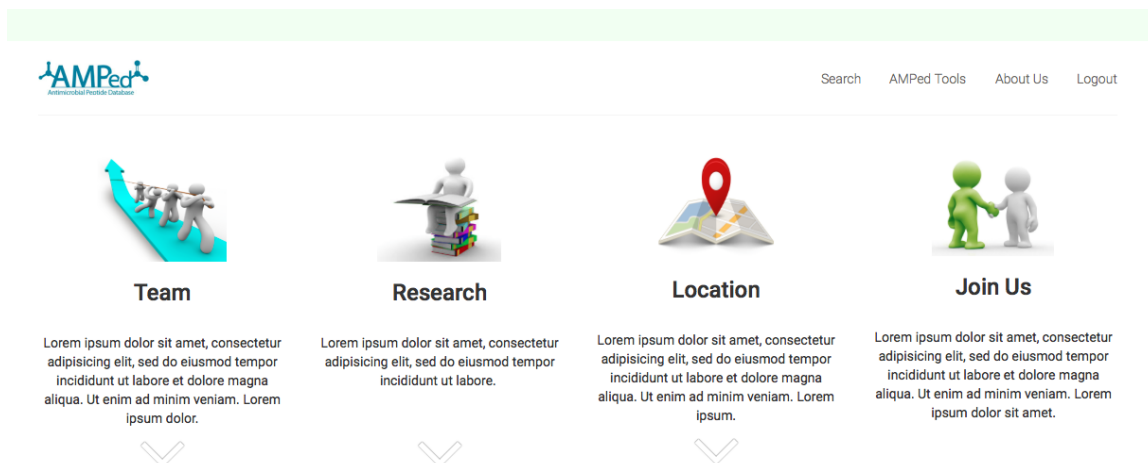 AMPed
Antimicrobial Peptide Database
Search AMPed Tools About Us Logout
Team
Lorem ipsum dolor sit amet, consectetur
adipisicing elit, sed do eiusmod tempor
incididunt ut labore et dolore magna
aliqua. Ut enim ad minim veniam. Lorem
ipsum dolor.
Research
Lorem ipsum dolor sit amet, consectetur
adipisicing elit, sed do eiusmod tempor
incididunt ut labore.
Location
Lorem ipsum dolor sit amet, consectetur
adipisicing elit, sed do eiusmod tempor
incididunt ut labore et dolore magna
aliqua. Ut enim ad minim veniam. Lorem
ipsum.
Join Us
Lorem ipsum dolor sit amet, consectetur
adipisicing elit, sed do eiusmod tempor
incididunt ut labore et dolore magna
aliqua. Ut enim ad minim veniam. Lorem
ipsum dolor sit amet.